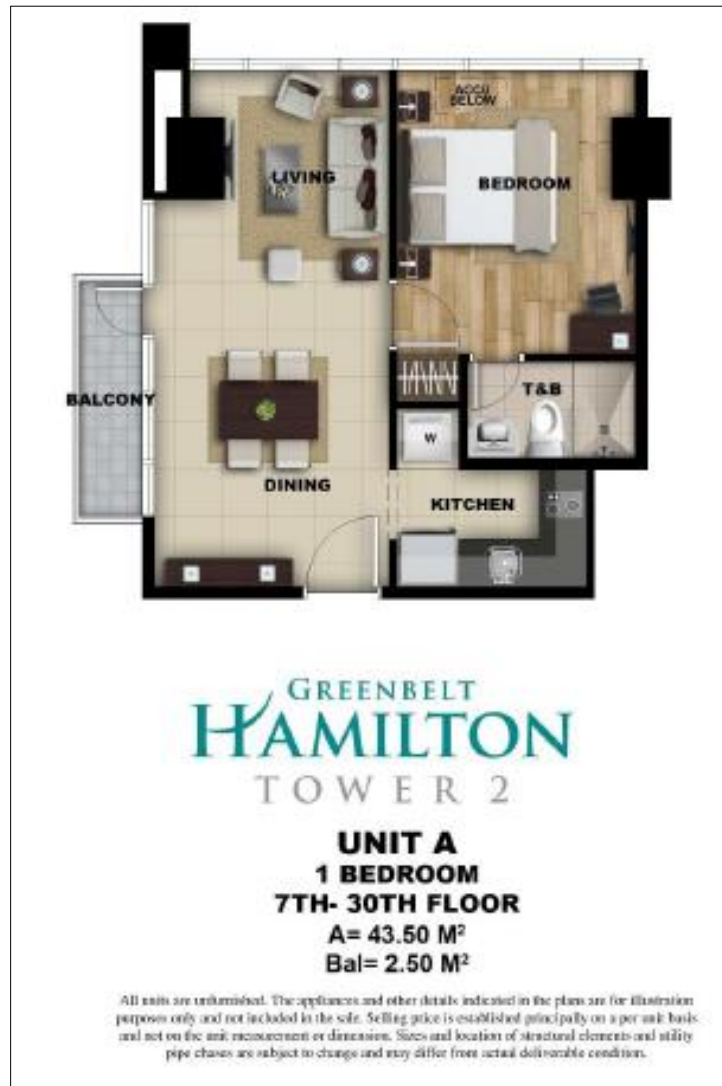 ACCU
BELOW
LIVING
BEDROOM
BALCONY
T&B
W
DINING
KITCHEN
GREENBELT
HAMILTON
TOWER 2
UNIT A
1 BEDROOM
7TH- 30TH FLOOR
A= 43.50 M²
Bal= 2.50 M²
All units are unfurnished. The appliances and other details indicated in the plans are for illustration
purposes only and not included in the sale. Selling price is established principally on a per unit basis
and not on the unit measurement or dimension. Sizes and location of structural elements and utility
pipe chases are subject to change and may differ from actual deliverable condition.